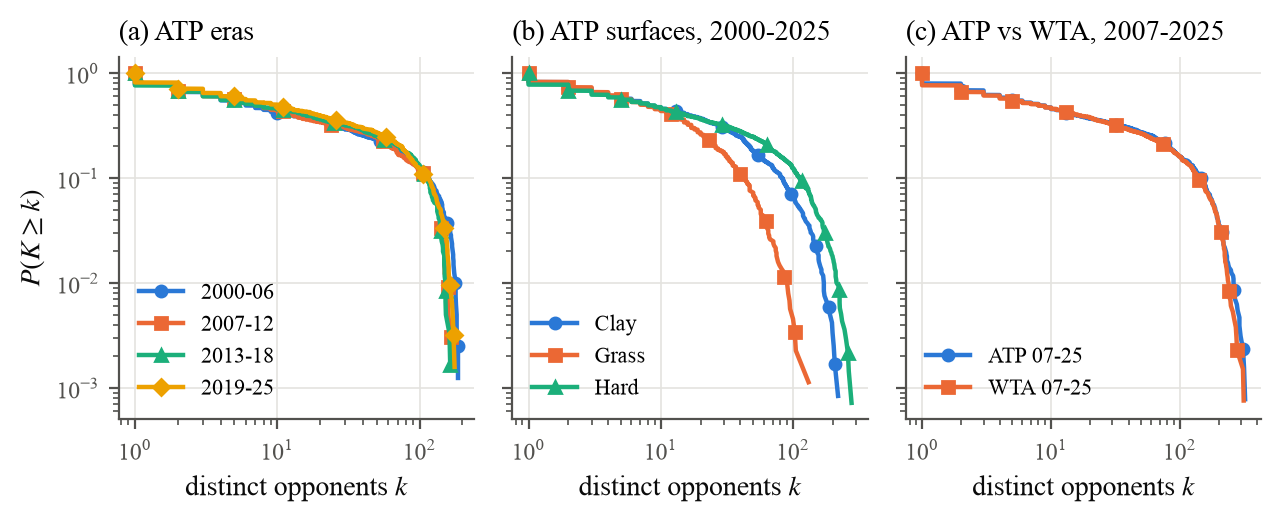 (a) ATP eras
(b) ATP surfaces, 2000-2025
(c) ATP vs WTA, 2007-2025
P(K ≥ k)
10⁰
10⁻¹
10⁻²
10⁻³
2000-06
2007-12
2013-18
2019-25
Clay
Grass
Hard
ATP 07-25
WTA 07-25
10⁰ 10¹ 10²
10⁰ 10¹ 10²
10⁰ 10¹ 10²
distinct opponents k
distinct opponents k
distinct opponents k